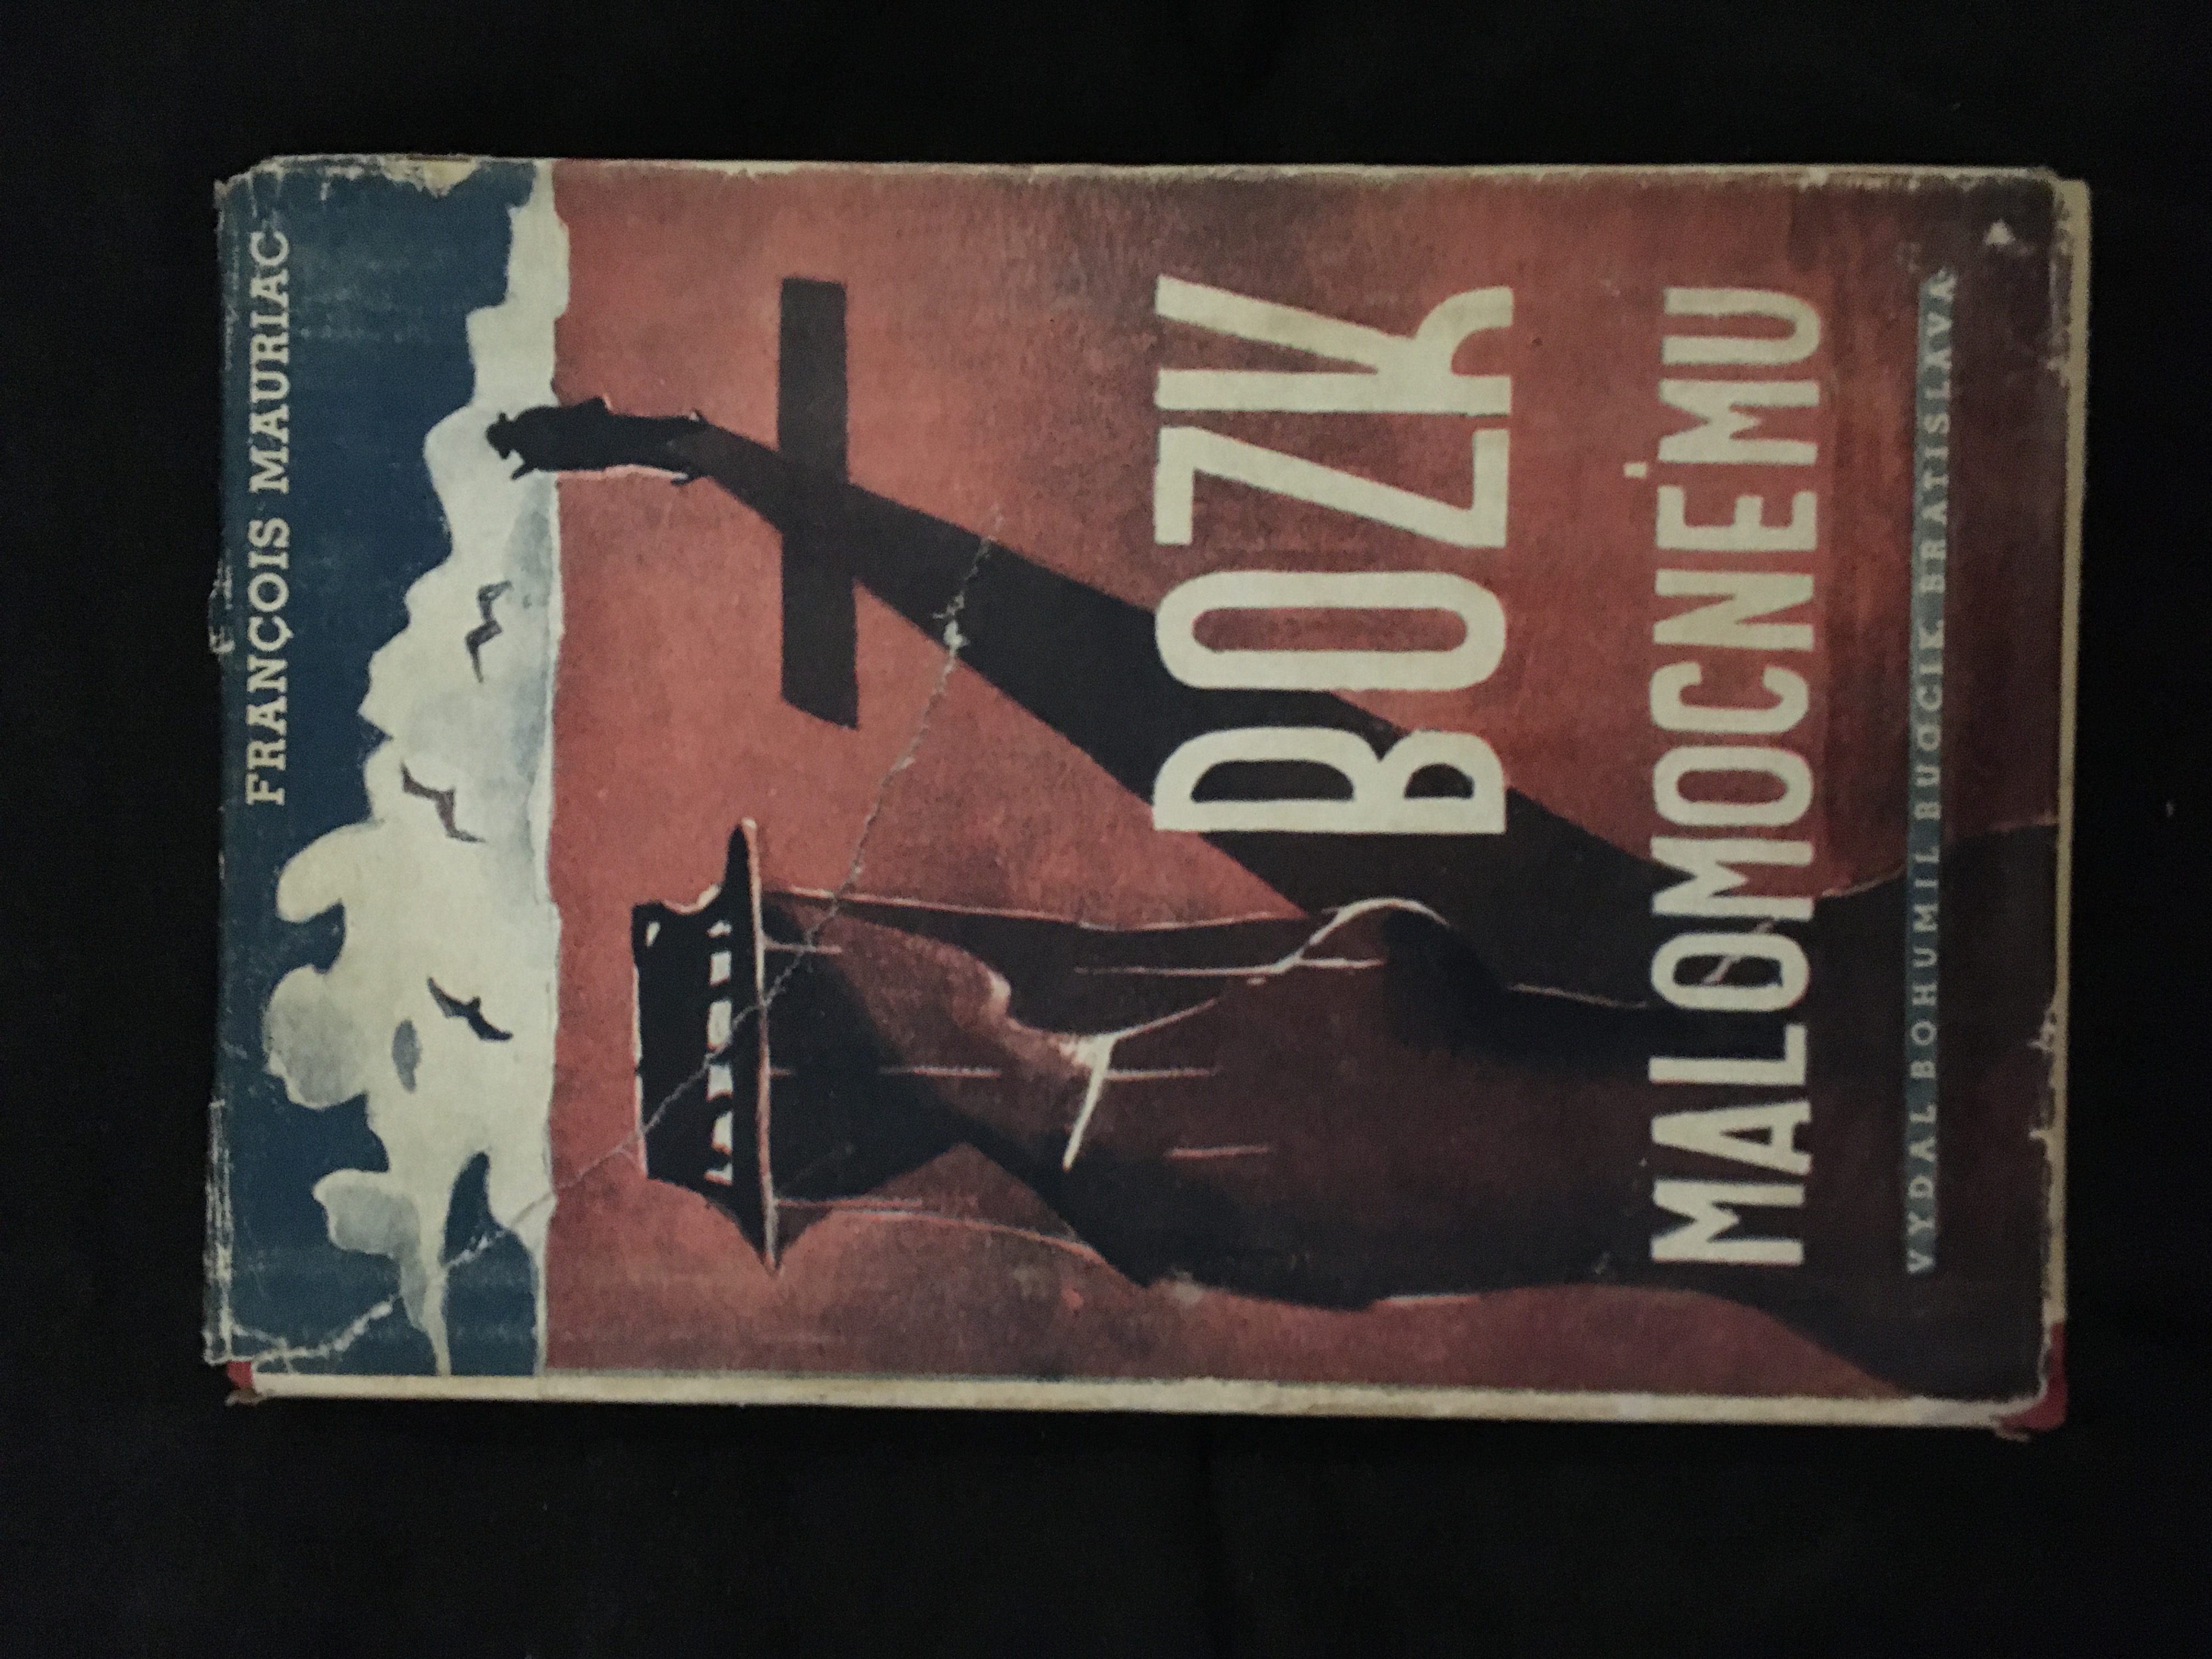 FRANÇOIS MAURIAC
BOZK
MALOMOCNÉMU
VYDAL BOHUMIL BUOCIK, BRATISLAVA